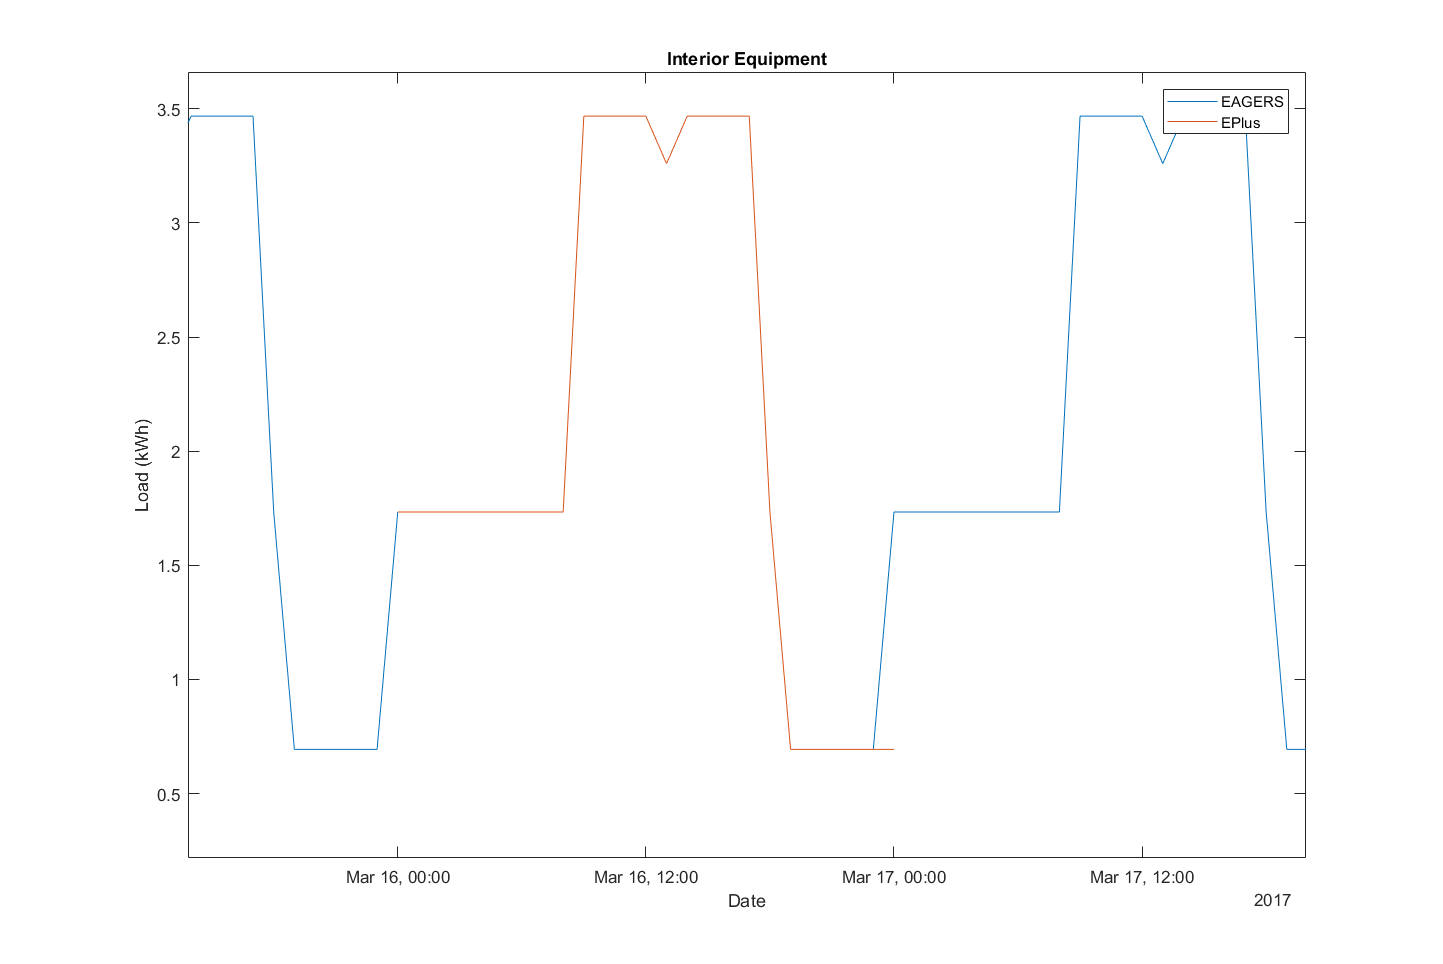 Interior Equipment
EAGERS
EPlus
3.5
3
2.5
2
1.5
1
0.5
Load (kWh)
Mar 16, 00:00
Mar 16, 12:00
Mar 17, 00:00
Mar 17, 12:00
Date
2017